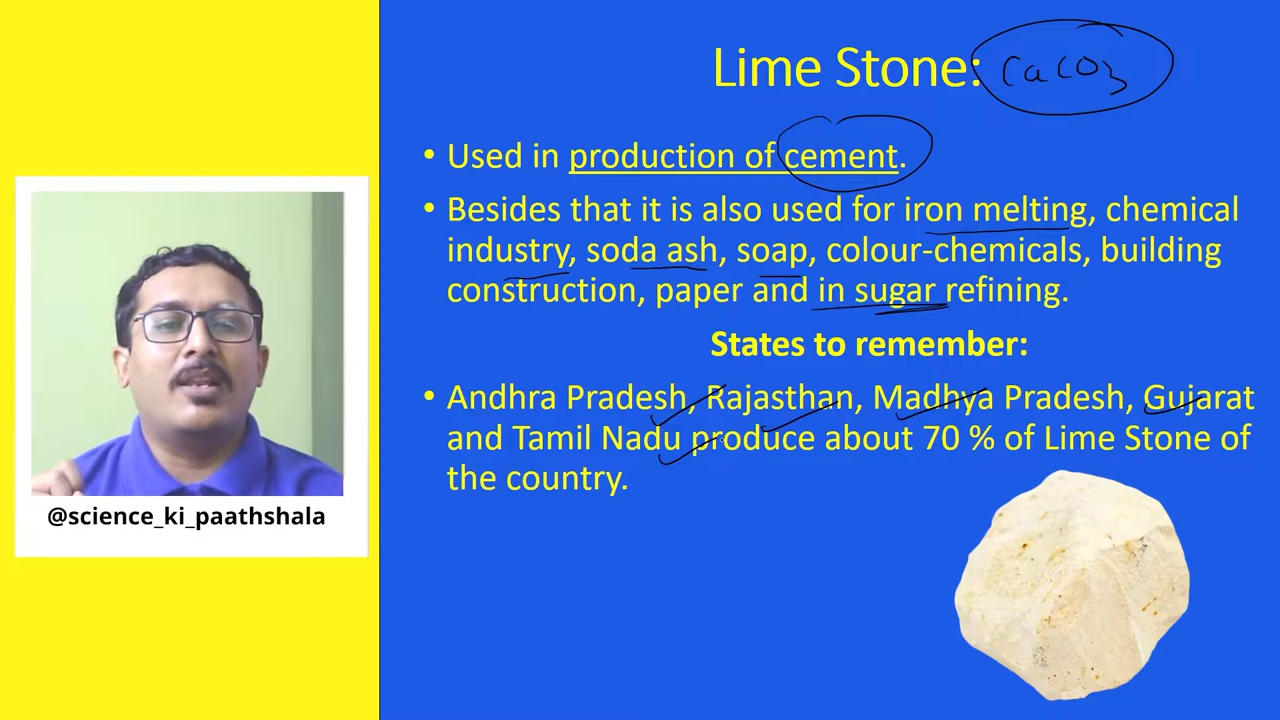 Lime Stone: CaCO3
• Used in production of cement.
• Besides that it is also used for iron melting, chemical
industry, soda ash, soap, colour-chemicals, building
construction, paper and in sugar refining.
States to remember:
• Andhra Pradesh, Rajasthan, Madhya Pradesh, Gujarat
and Tamil Nadu produce about 70 % of Lime Stone of
the country.
@science_ki_paathshala